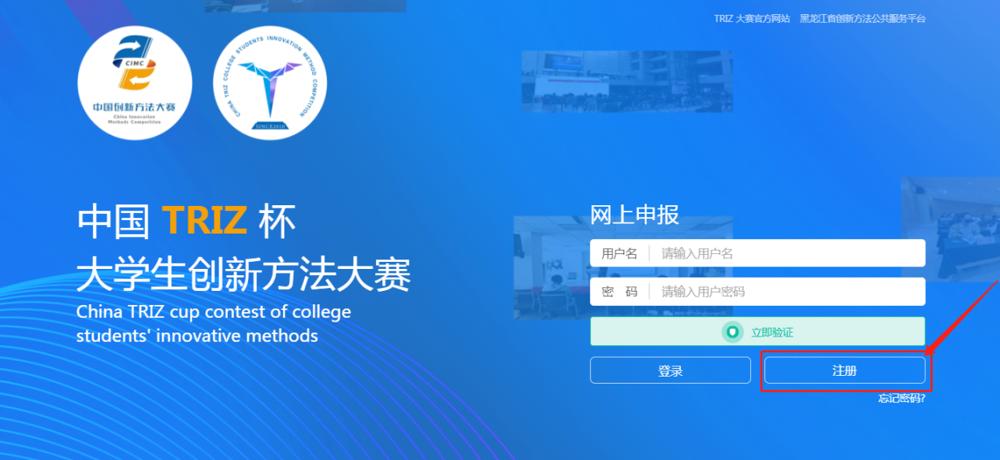 TRIZ 大赛官方网站 黑龙江省创新方法公共服务平台
CIMC
中国创新方法大赛
China Innovation
Methods Competition
CHINA TRIZ COLLEGE STUDENTS INNOVATION METHOD COMPETITION
SINCE2010
中国 TRIZ 杯
大学生创新方法大赛
China TRIZ cup contest of college
students' innovative methods
网上申报
用户名 请输入用户名
密 码 请输入用户密码
立即验证
登录 注册
忘记密码?